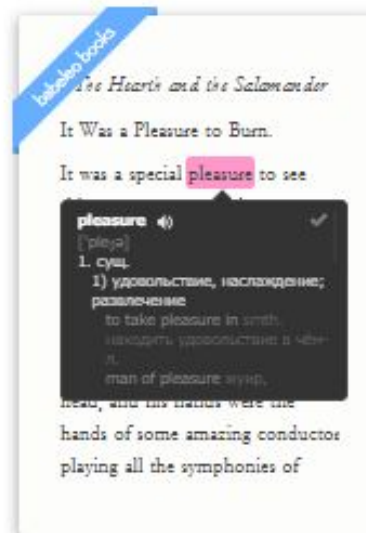 babeleo books
The Hearth and the Salamander
It Was a Pleasure to Burn.
It was a special pleasure to see
pleasure
1. сущ.
1) удовольствие, наслаждение;
развлечение
to take pleasure in smth.
находить удовольствие в чём-
л.
man of pleasure жуир,
head, and his hands were the
hands of some amazing conductor
playing all the symphonies of